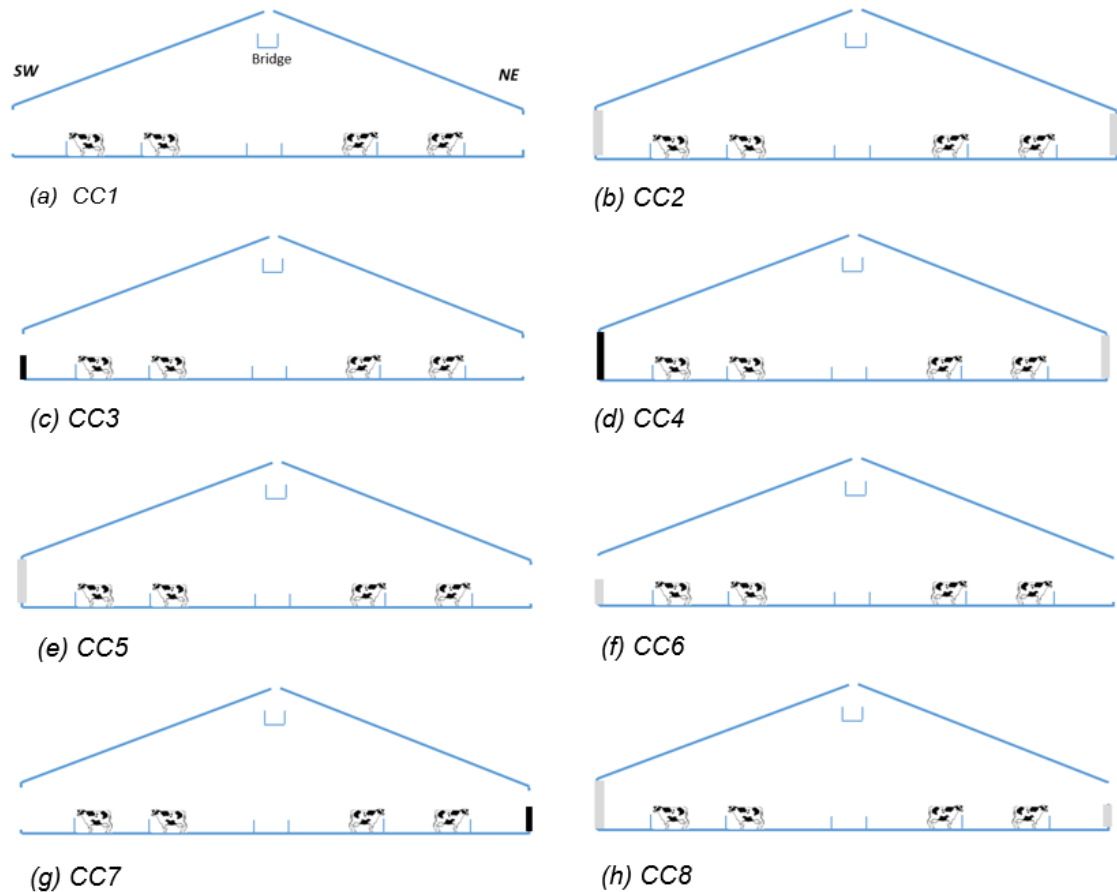 SW
Bridge
NE
(a) CC1
(b) CC2
(c) CC3
(d) CC4
(e) CC5
(f) CC6
(g) CC7
(h) CC8